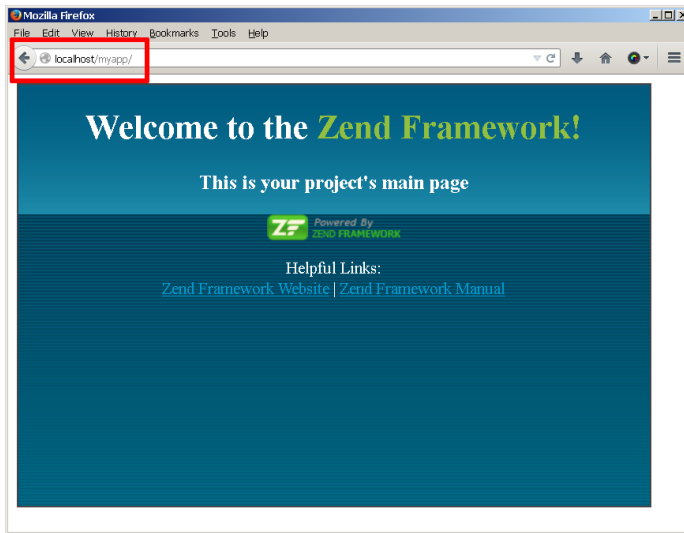 Mozilla Firefox
File Edit View History Bookmarks Tools Help
localhost/myapp/
Welcome to the Zend Framework!
This is your project's main page
ZF Powered By
ZEND FRAMEWORK
Helpful Links:
Zend Framework Website | Zend Framework Manual